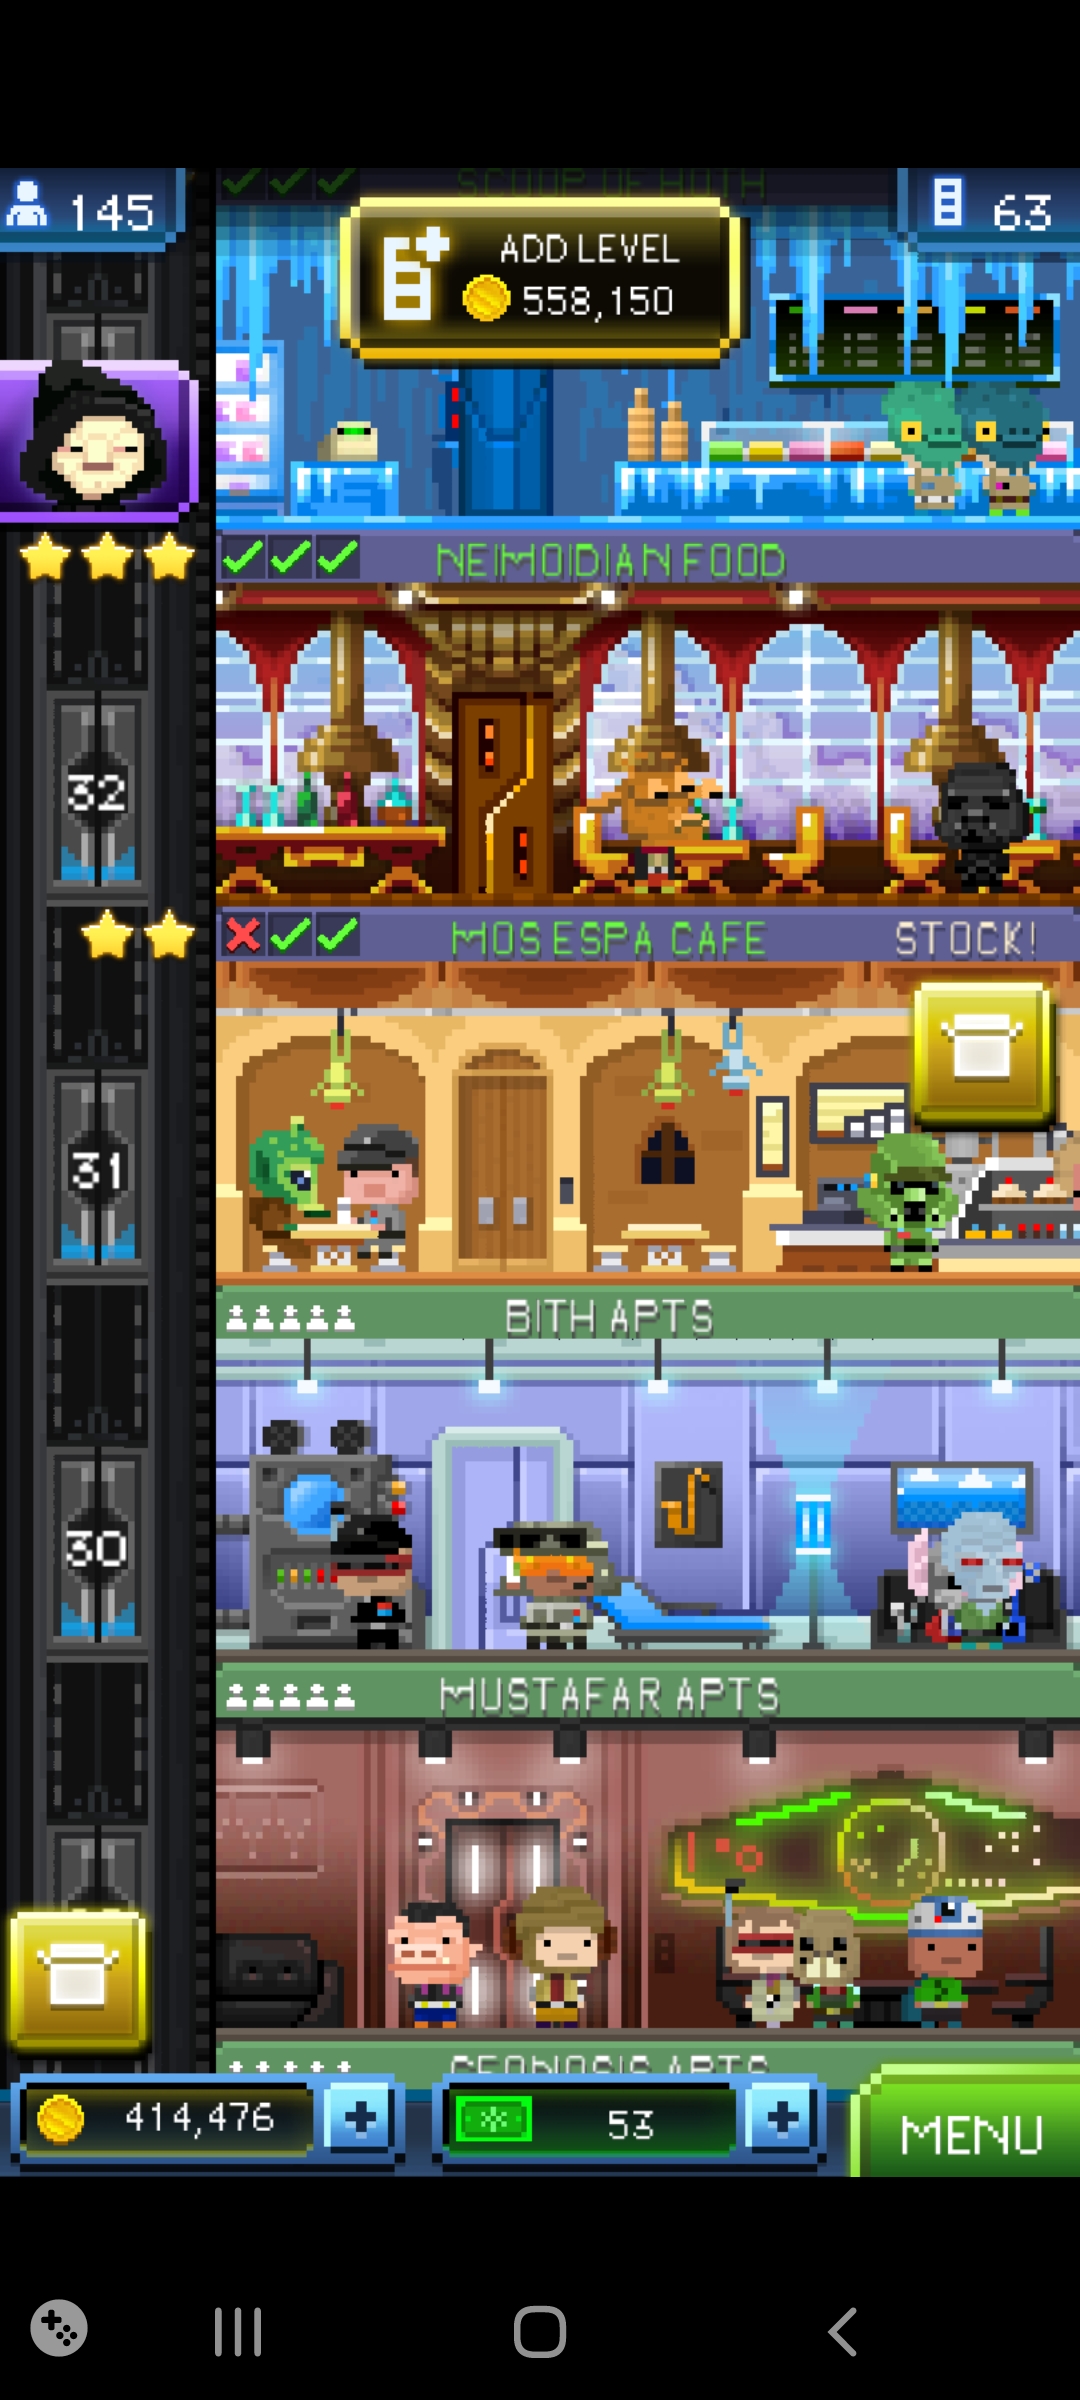 145
SCOOP OF HOTH
63
ADD LEVEL
558,150
NEIMOIDIAN FOOD
32
MOS ESPA CAFE
STOCK!
31
BITH APTS
30
MUSTAFAR APTS
GEONOSIS APTS
414,476
53
MENU